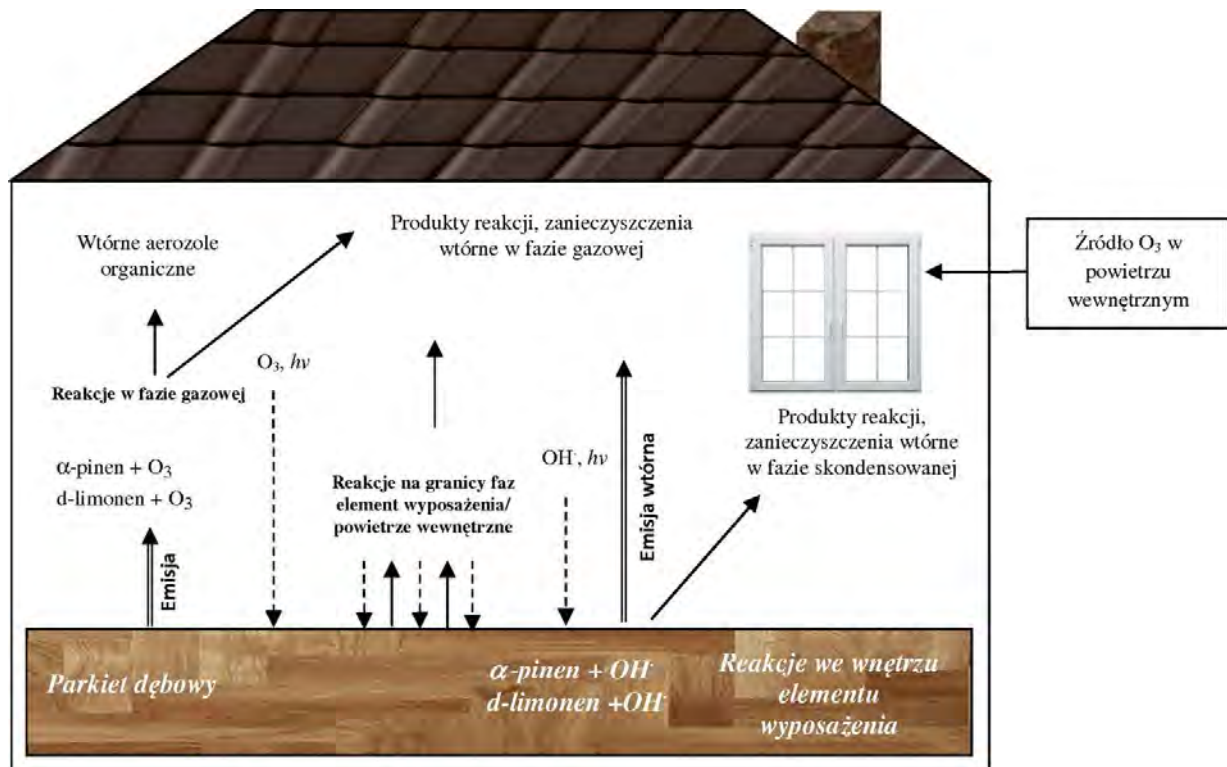 Wtórne aerozole
organiczne
Produkty reakcji, zanieczyszczenia
wtórne w fazie gazowej
Źródło O₃ w
powietrzu
wewnętrznym
O₃, hν
Reakcje w fazie gazowej
α-pinen + O₃
d-limonen + O₃
Emisja
Reakcje na granicy faz
element wyposażenia/
powietrze wewnętrzne
OH·, hν
Emisja wtórna
Produkty reakcji,
zanieczyszczenia wtórne
w fazie skondensowanej
Parkiet dębowy
α-pinen + OH·
d-limonen +OH·
Reakcje we wnętrzu
elementu
wyposażenia